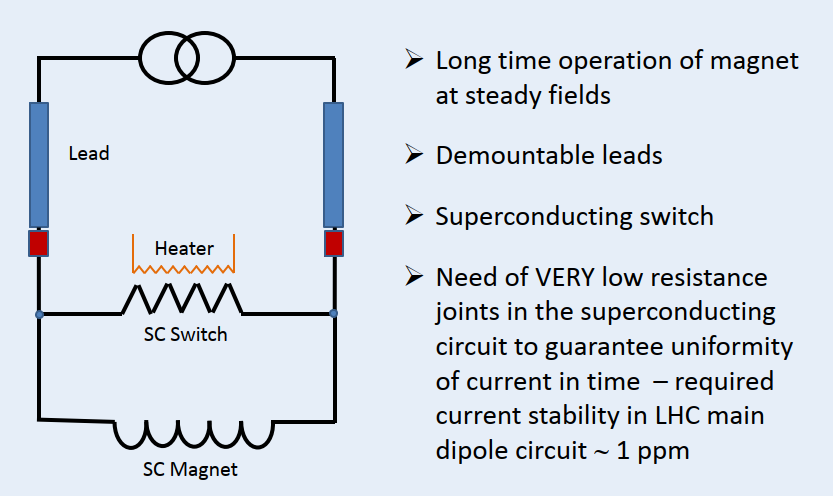 Lead
Heater
SC Switch
SC Magnet
➢ Long time operation of magnet
at steady fields
➢ Demountable leads
➢ Superconducting switch
➢ Need of VERY low resistance
joints in the superconducting
circuit to guarantee uniformity
of current in time – required
current stability in LHC main
dipole circuit ~ 1 ppm